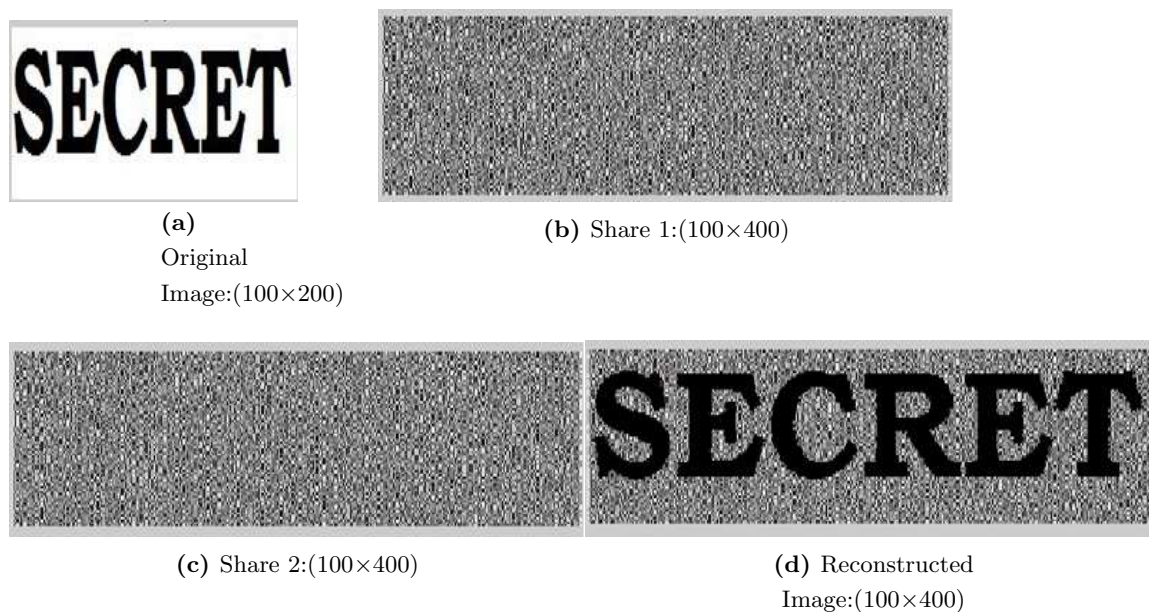 SECRET
(a)
Original
Image:(100×200)
(b) Share 1:(100×400)
SECRET
(c) Share 2:(100×400)
(d) Reconstructed
Image:(100×400)